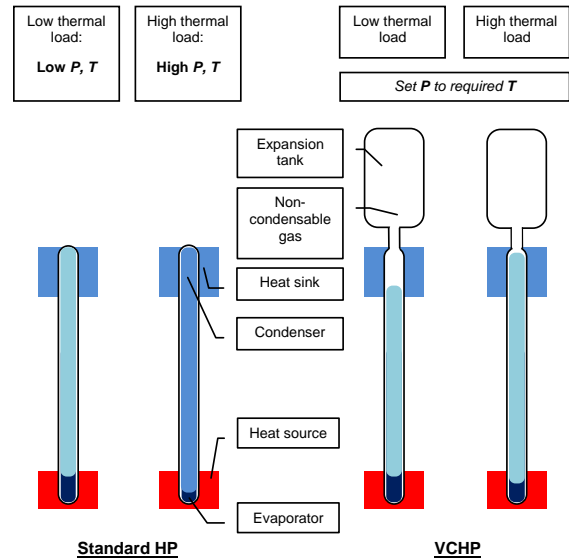 Low thermal
load:
Low P, T
High thermal
load:
High P, T
Low thermal
load
High thermal
load
Set P to required T
Expansion
tank
Non-
condensable
gas
Heat sink
Condenser
Heat source
Evaporator
Standard HP
VCHP